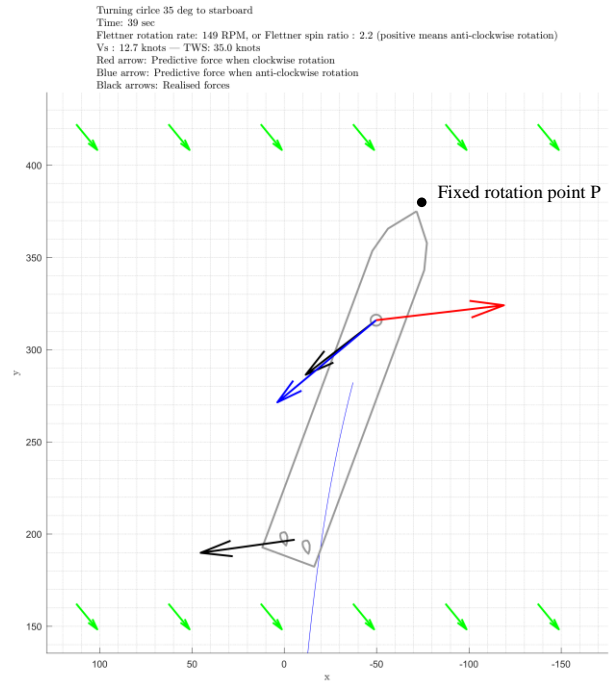 Turning cirlce 35 deg to starboard
Time: 39 sce
Flettner rotation rate: 149 RPM, or Flettner spin ratio : 2.2 (positive means anti-clockwise rotation)
Vs : 12.7 knots — TWS: 35.0 knots
Red arrow: Predictive force when clockwise rotation
Blue arrow: Predictive force when anti-clockwise rotation
Black arrows: Realised forces
400
Fixed rotation point P
350
300
y
250
200
150
100 50 0 -50 -100 -150
x